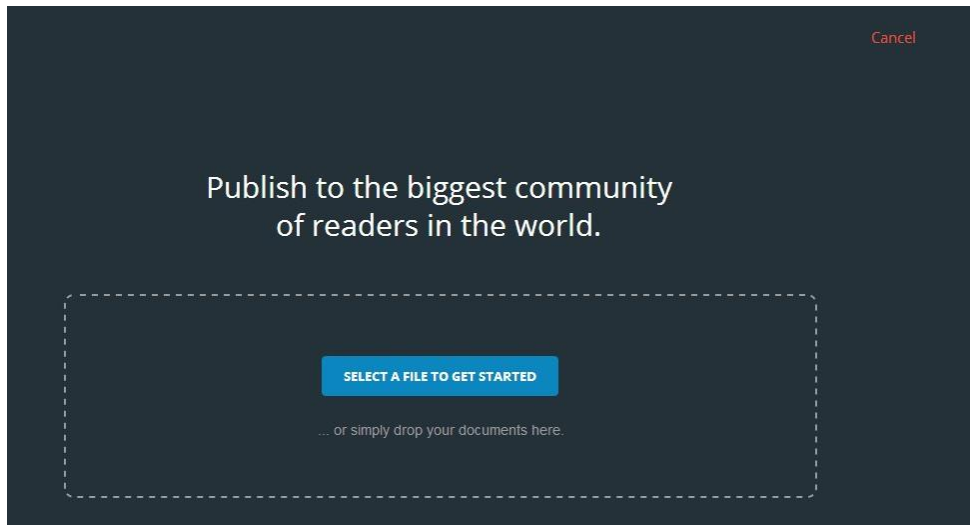 Cancel
Publish to the biggest community
of readers in the world.
SELECT A FILE TO GET STARTED
... or simply drop your documents here.